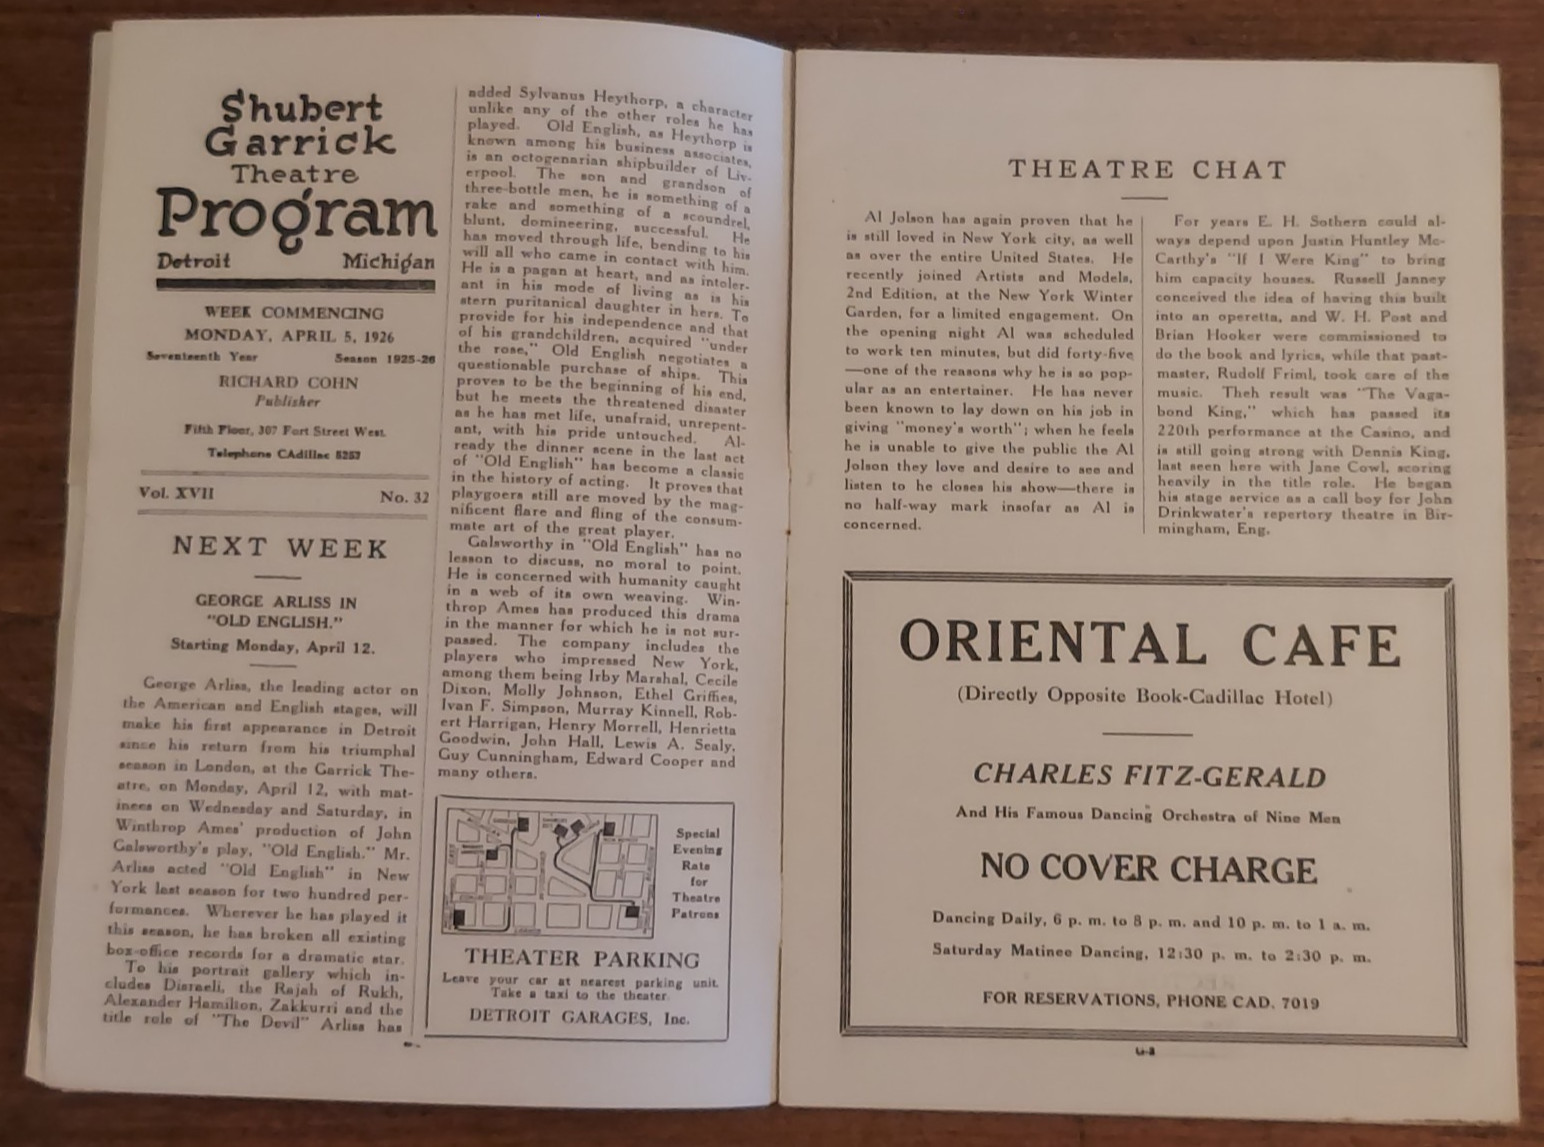 Shubert
Garrick
Theatre
Program
Detroit Michigan
WEEK COMMENCING
MONDAY, APRIL 5, 1926
Seventeenth Year Season 1925-26
RICHARD COHN
Publisher
Fifth Floor, 307 Fort Street West.
Telephone CAdillac 5257
Vol. XVII No. 32
NEXT WEEK
GEORGE ARLISS IN
"OLD ENGLISH."
Starting Monday, April 12.
George Arliss, the leading actor on
the American and English stages, will
make his first appearance in Detroit
since his return from his triumphal
season in London, at the Garrick The-
atre, on Monday, April 12, with mat-
inees on Wednesday and Saturday, in
Winthrop Ames' production of John
Galsworthy's play, "Old English." Mr.
Arliss acted "Old English" in New
York last season for two hundred per-
formances. Wherever he has played it
this season, he has broken all existing
box-office records for a dramatic star.
To his portrait gallery which in-
cludes Disraeli, the Rajah of Rukh,
Alexander Hamilton, Zakkurri and the
title role of "The Devil" Arliss has
added Sylvanus Heythorp, a character
unlike any of the other roles he has
played. Old English, as Heythorp is
known among his business associates,
is an octogenarian shipbuilder of Liv-
erpool. The son and grandson of
three-bottle men, he is something of a
rake and something of a scoundrel,
blunt, domineering, successful. He
has moved through life, bending to his
will all who came in contact with him.
He is a pagan at heart, and as intoler-
ant in his mode of living as is his
stern puritanical daughter in hers. To
provide for his independence and that
of his grandchildren, acquired "under
the rose," Old English negotiates a
questionable purchase of ships. This
proves to be the beginning of his end,
but he meets the threatened disaster
as he has met life, unafraid, unrepent-
ant, with his pride untouched. Al-
ready the dinner scene in the last act
of "Old English" has become a classic
in the history of acting. It proves that
playgoers still are moved by the mag-
nificent flare and fling of the consum-
mate art of the great player.
Galsworthy in "Old English" has no
lesson to discuss, no moral to point.
He is concerned with humanity caught
in a web of its own weaving. Win-
throp Ames has produced this drama
in the manner for which he is not sur-
passed. The company includes the
players who impressed New York,
among them being Irby Marshal, Cecile
Dixon, Molly Johnson, Ethel Griffies,
Ivan F. Simpson, Murray Kinnell, Rob-
ert Harrigan, Henry Morrell, Henrietta
Goodwin, John Hall, Lewis A. Sealy,
Guy Cunningham, Edward Cooper and
many others.
Special
Evening
Rate
for
Theatre
Patrons
THEATER PARKING
Leave your car at nearest parking unit.
Take a taxi to the theater.
DETROIT GARAGES, Inc.
THEATRE CHAT
Al Jolson has again proven that he
is still loved in New York city, as well
as over the entire United States. He
recently joined Artists and Models,
2nd Edition, at the New York Winter
Garden, for a limited engagement. On
the opening night Al was scheduled
to work ten minutes, but did forty-five
—one of the reasons why he is so pop-
ular as an entertainer. He has never
been known to lay down on his job in
giving "money's worth"; when he feels
he is unable to give the public the Al
Jolson they love and desire to see and
listen to he closes his show—there is
no half-way mark insofar as Al is
concerned.
For years E. H. Sothern could al-
ways depend upon Justin Huntley Mc-
Carthy's "If I Were King" to bring
him capacity houses. Russell Janney
conceived the idea of having this built
into an operetta, and W. H. Post and
Brian Hooker were commissioned to
do the book and lyrics, while that past-
master, Rudolf Friml, took care of the
music. Theh result was "The Vaga-
bond King," which has passed its
220th performance at the Casino, and
is still going strong with Dennis King,
last seen here with Jane Cowl, scoring
heavily in the title role. He began
his stage service as a call boy for John
Drinkwater's repertory theatre in Bir-
mingham, Eng.
ORIENTAL CAFE
(Directly Opposite Book-Cadillac Hotel)
CHARLES FITZ-GERALD
And His Famous Dancing Orchestra of Nine Men
NO COVER CHARGE
Dancing Daily, 6 p. m. to 8 p. m. and 10 p. m. to 1 a. m.
Saturday Matinee Dancing, 12:30 p. m. to 2:30 p. m.
FOR RESERVATIONS, PHONE CAD. 7019